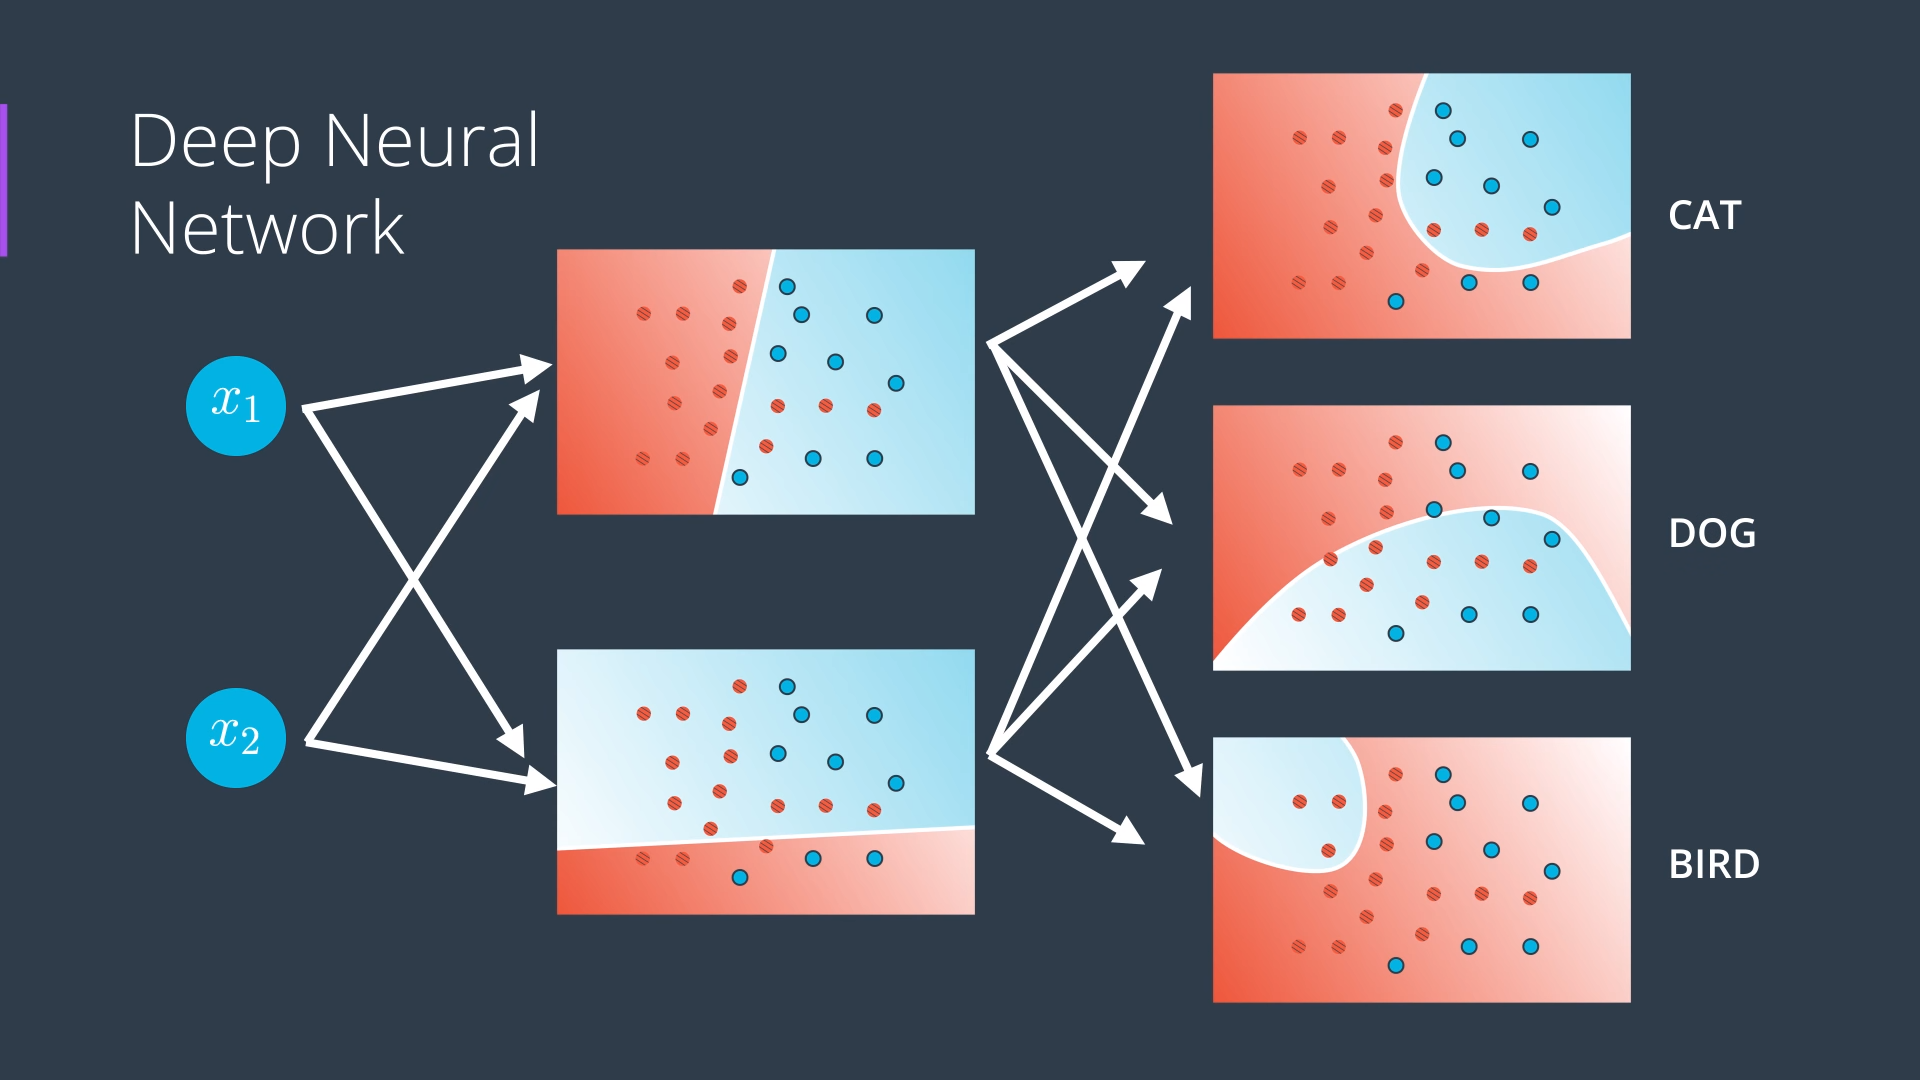 Deep Neural
Network
x₁
x₂
CAT
DOG
BIRD